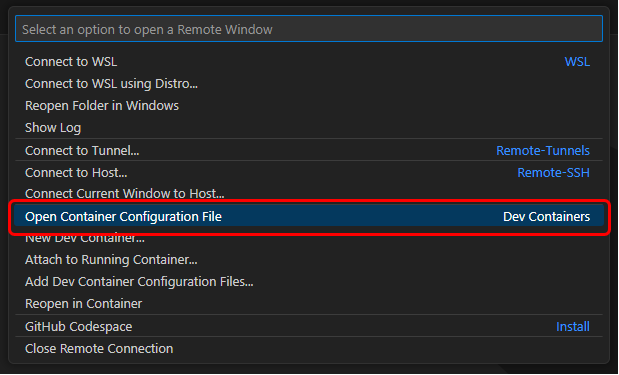 Select an option to open a Remote Window
Connect to WSL WSL
Connect to WSL using Distro...
Reopen Folder in Windows
Show Log
Connect to Tunnel... Remote-Tunnels
Connect to Host... Remote-SSH
Connect Current Window to Host...
Open Container Configuration File Dev Containers
New Dev Container...
Attach to Running Container...
Add Dev Container Configuration Files...
Reopen in Container
GitHub Codespace Install
Close Remote Connection